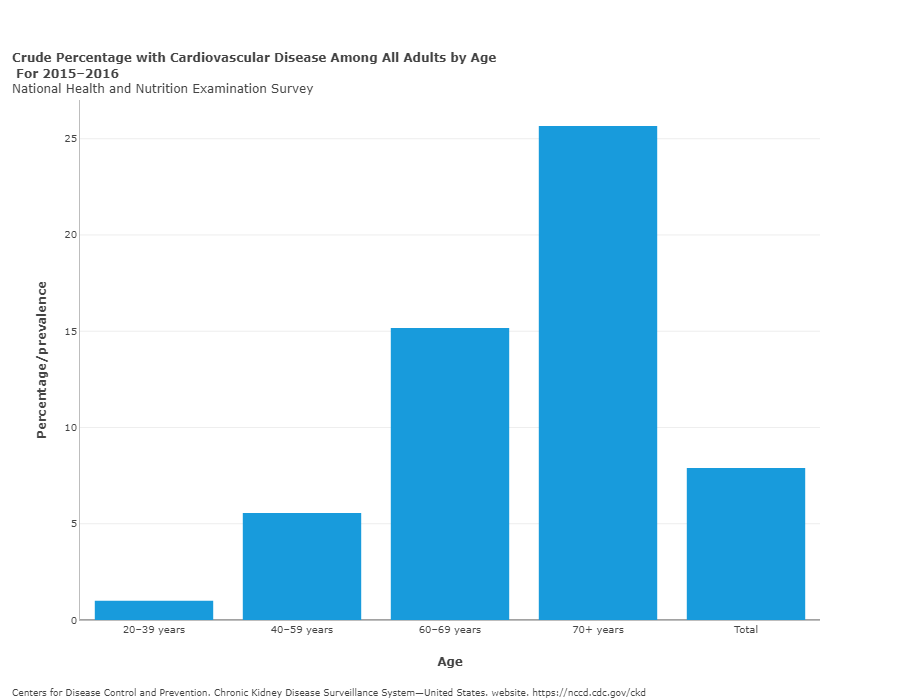 Crude Percentage with Cardiovascular Disease Among All Adults by Age
For 2015–2016
National Health and Nutrition Examination Survey
Percentage/prevalence
25
20
15
10
5
0
20–39 years
40–59 years
60–69 years
70+ years
Total
Age
Centers for Disease Control and Prevention. Chronic Kidney Disease Surveillance System—United States. website. https://nccd.cdc.gov/ckd